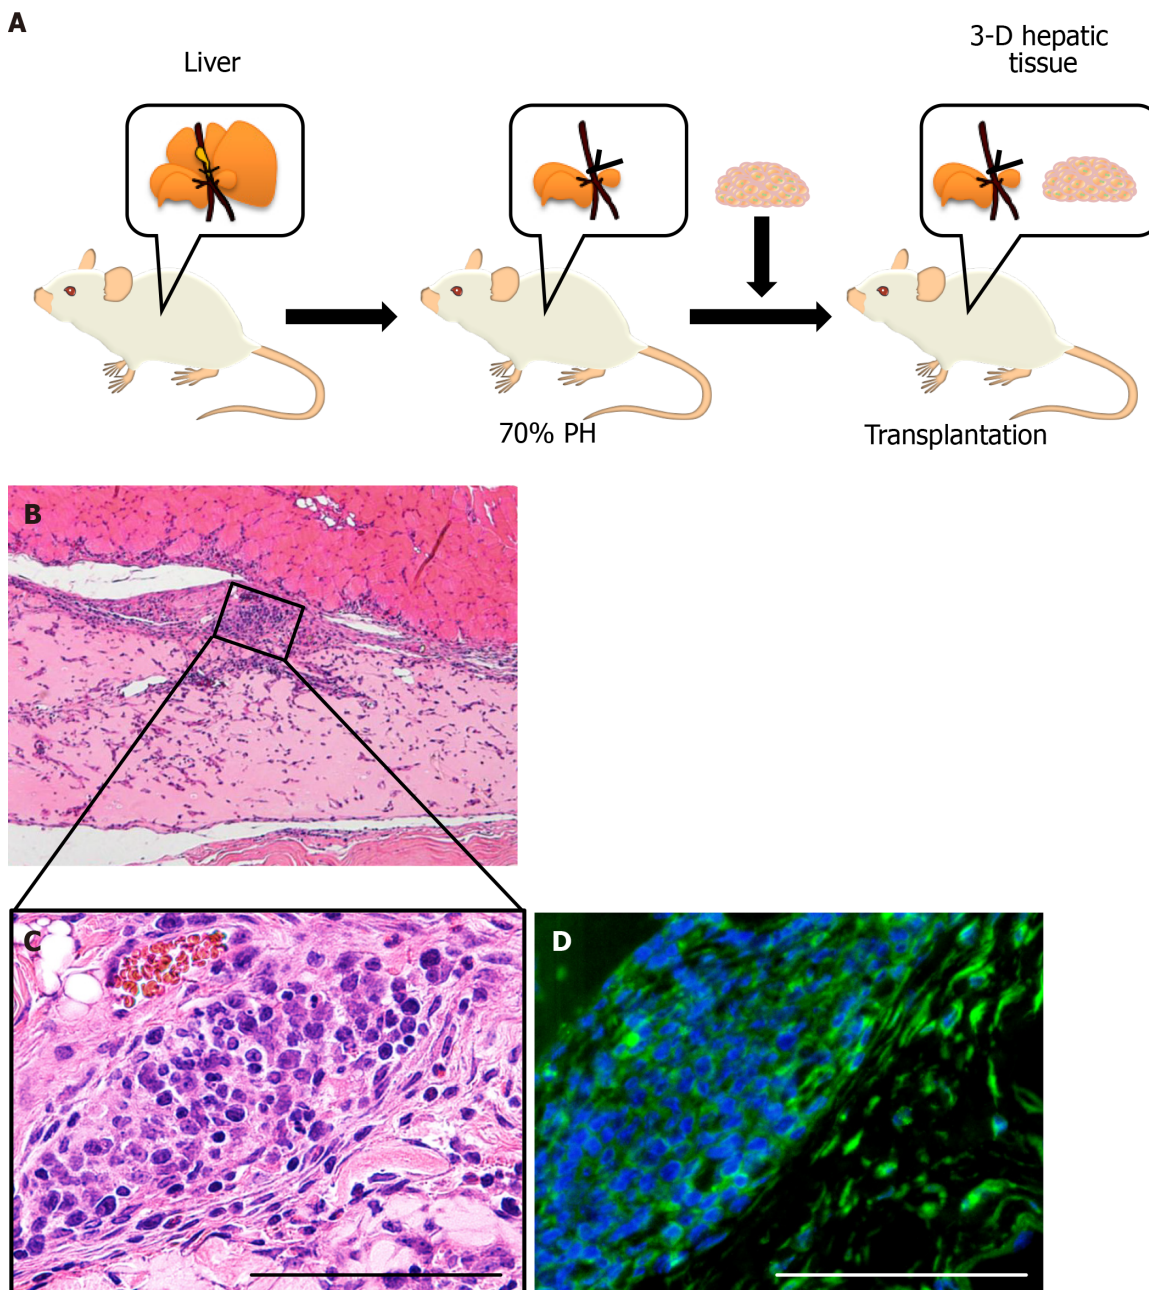 A
Liver
3-D hepatic
tissue
70% PH
Transplantation
B
C
D